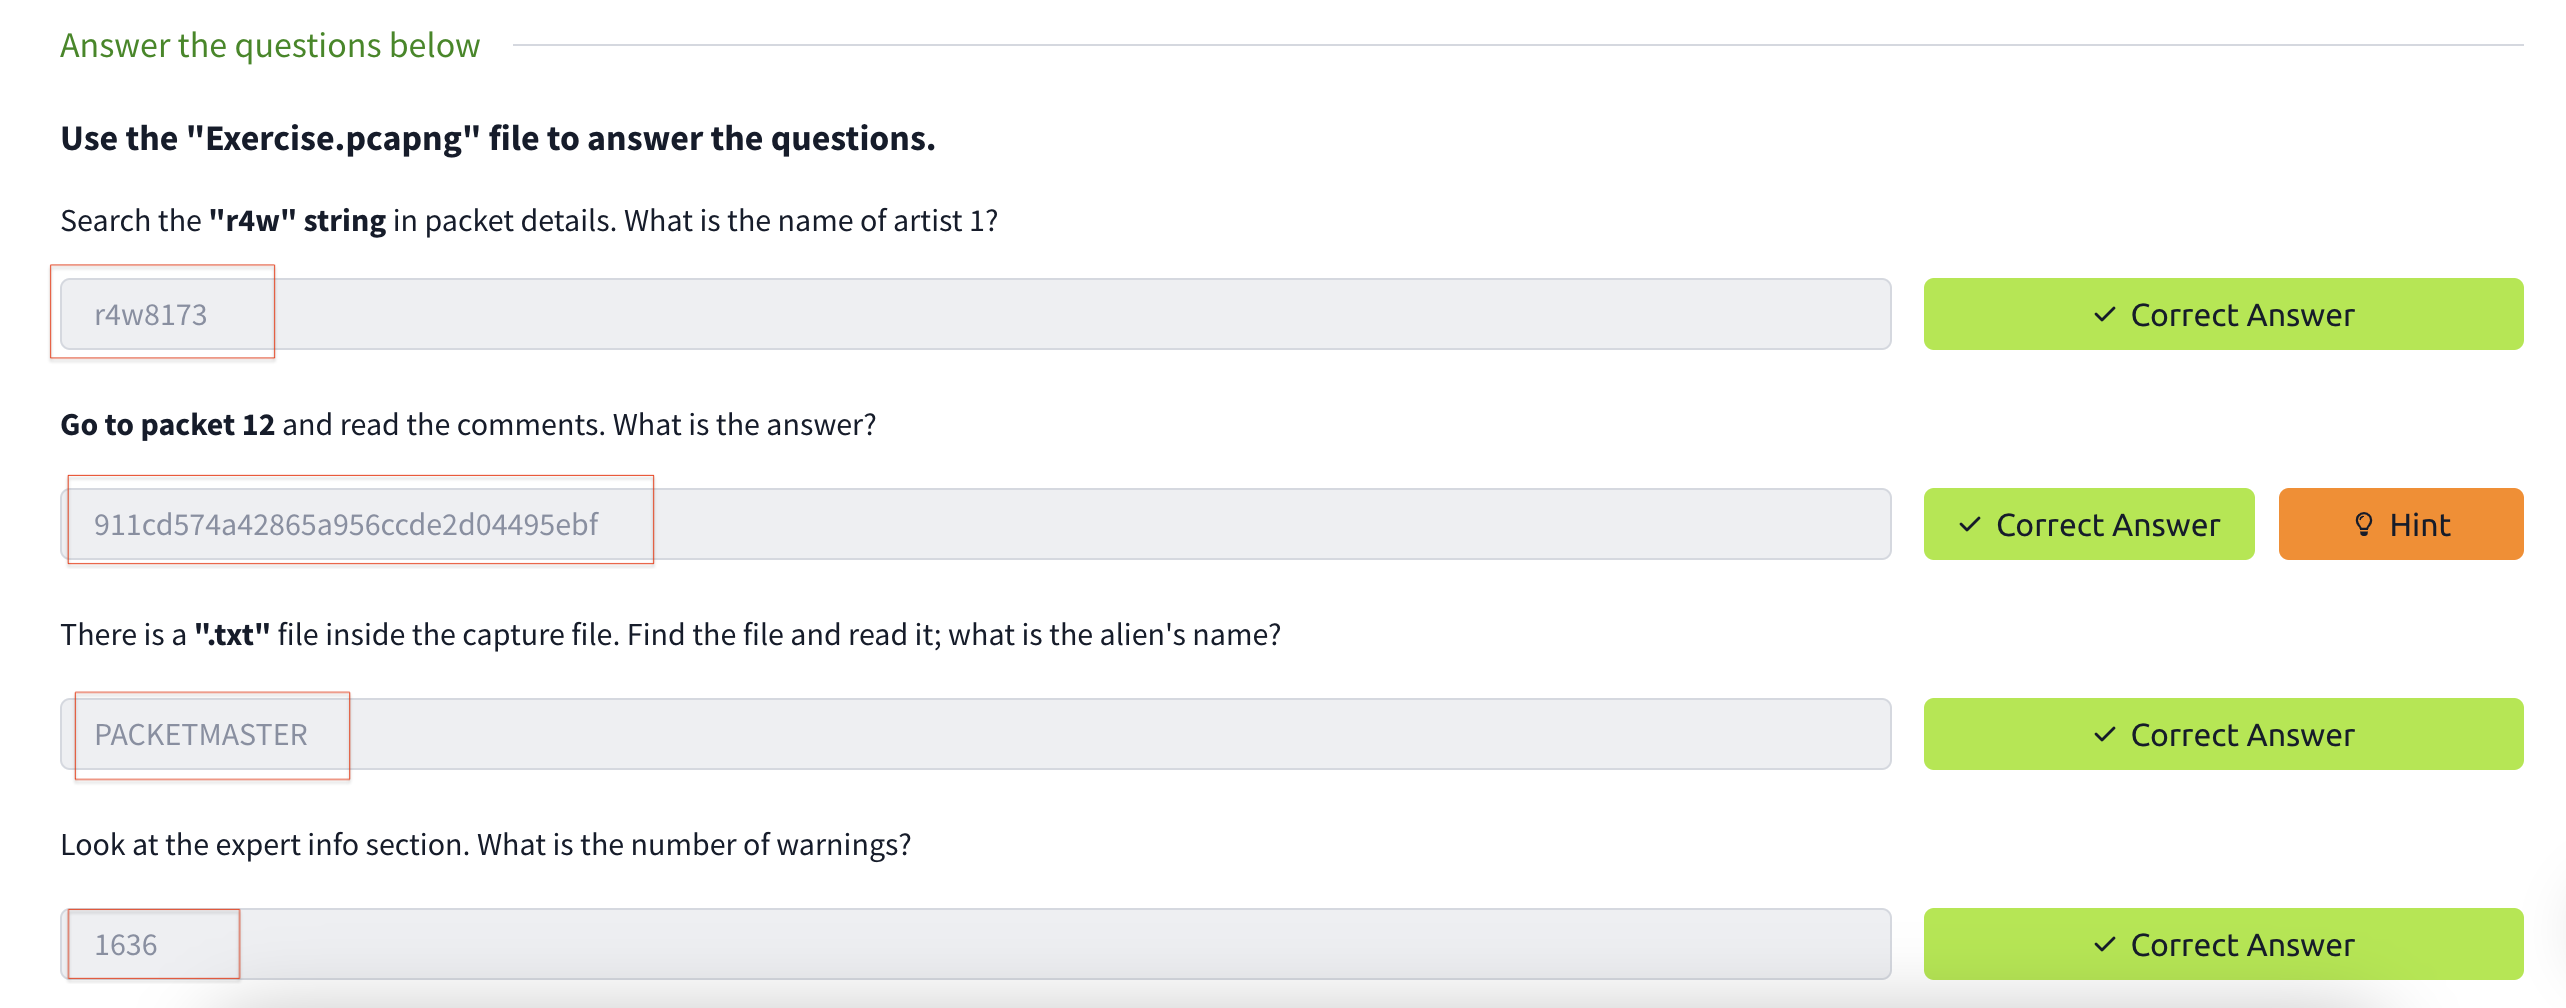 Answer the questions below
Use the "Exercise.pcapng" file to answer the questions.
Search the "r4w" string in packet details. What is the name of artist 1?
r4w8173
✓ Correct Answer
Go to packet 12 and read the comments. What is the answer?
911cd574a42865a956ccde2d04495ebf
✓ Correct Answer
Hint
There is a ".txt" file inside the capture file. Find the file and read it; what is the alien's name?
PACKETMASTER
✓ Correct Answer
Look at the expert info section. What is the number of warnings?
1636
✓ Correct Answer